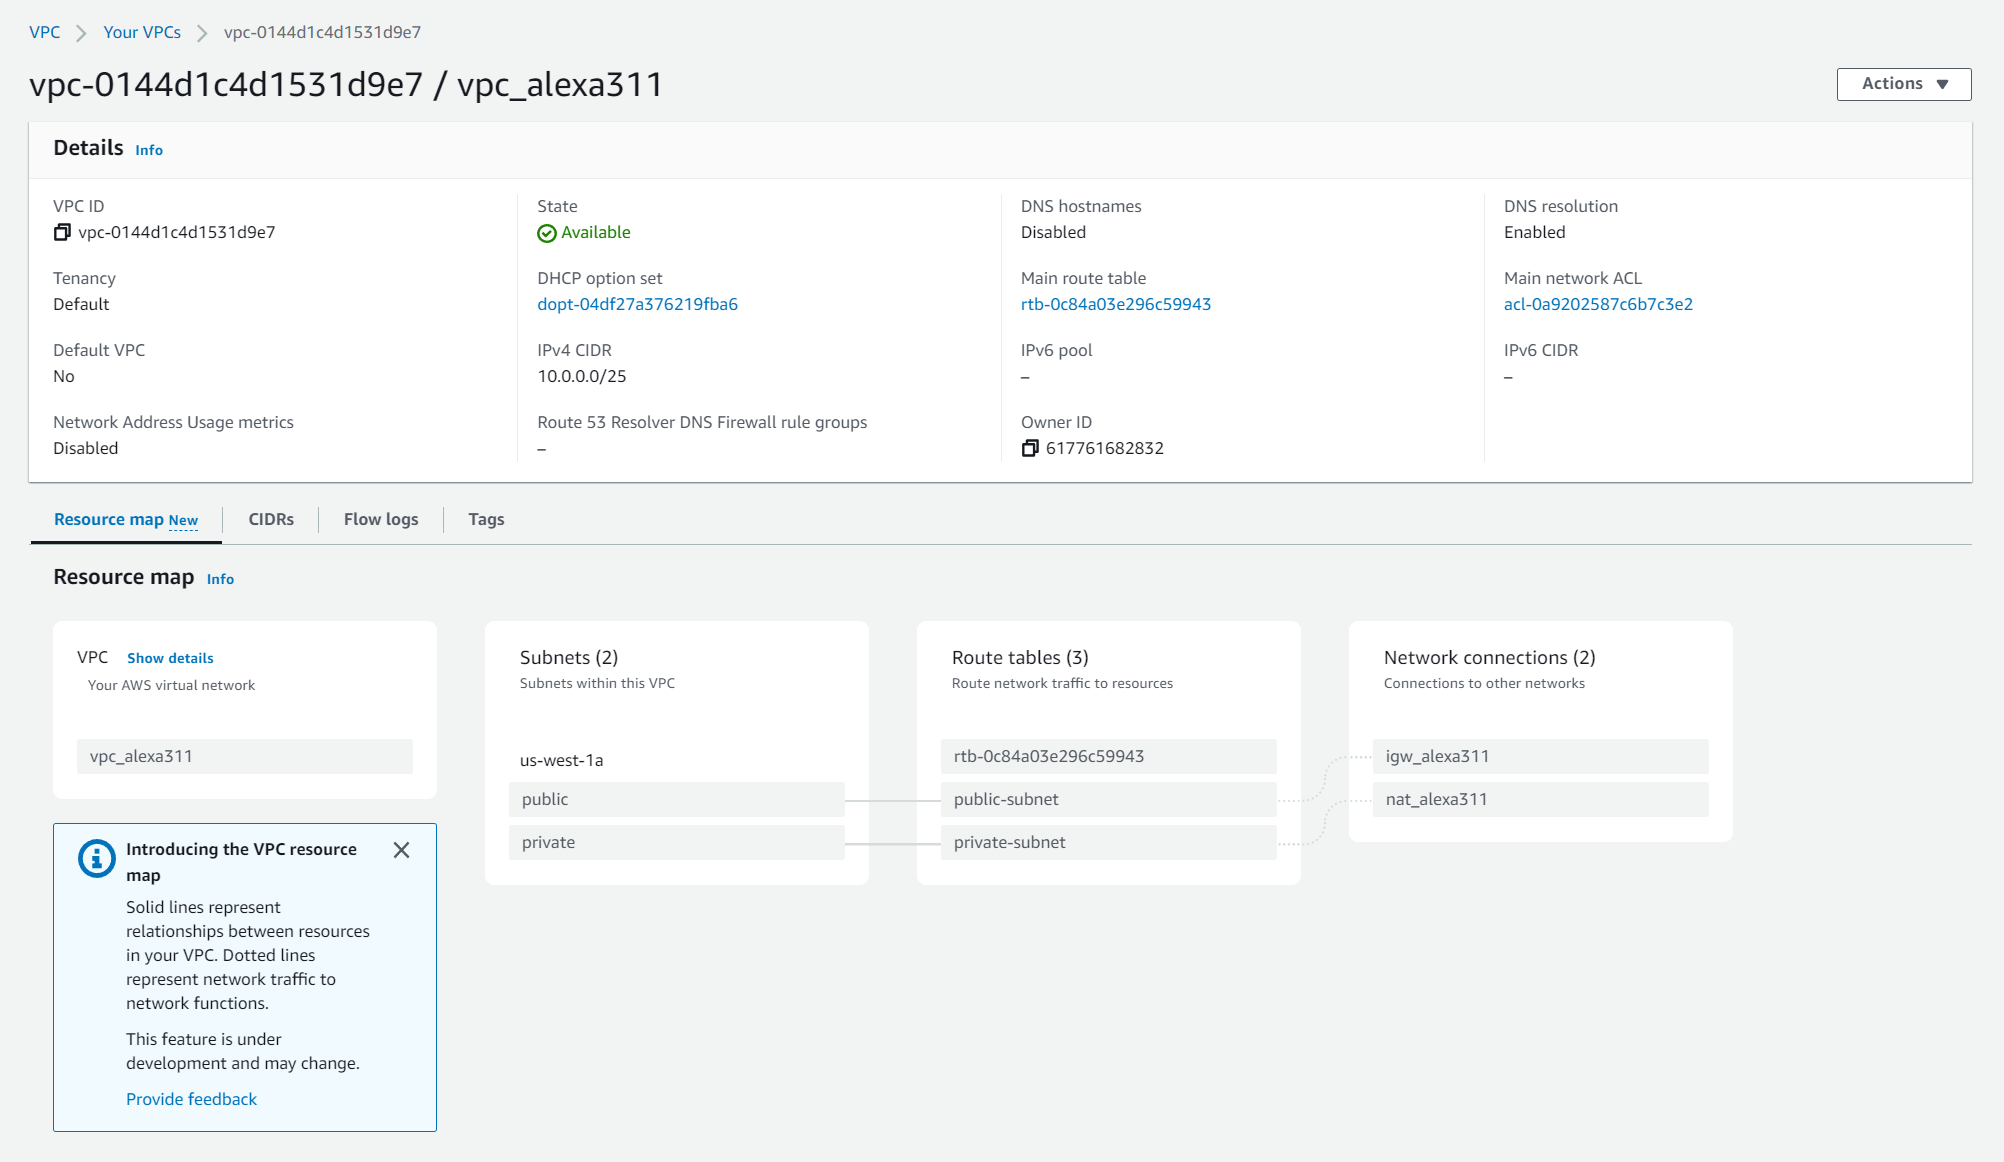 VPC > Your VPCs > vpc-0144d1c4d1531d9e7
vpc-0144d1c4d1531d9e7 / vpc_alexa311
Actions
Details Info
VPC ID
vpc-0144d1c4d1531d9e7
State
Available
DNS hostnames
Disabled
DNS resolution
Enabled
Tenancy
Default
DHCP option set
dopt-04df27a376219fba6
Main route table
rtb-0c84a03e296c59943
Main network ACL
acl-0a9202587c6b7c3e2
Default VPC
No
IPv4 CIDR
10.0.0.0/25
IPv6 pool
–
IPv6 CIDR
–
Network Address Usage metrics
Disabled
Route 53 Resolver DNS Firewall rule groups
–
Owner ID
617761682832
Resource map New
CIDRs
Flow logs
Tags
Resource map Info
VPC Show details
Your AWS virtual network
vpc_alexa311
Introducing the VPC resource
map
Solid lines represent
relationships between resources
in your VPC. Dotted lines
represent network traffic to
network functions.
This feature is under
development and may change.
Provide feedback
Subnets (2)
Subnets within this VPC
us-west-1a
public
private
Route tables (3)
Route network traffic to resources
rtb-0c84a03e296c59943
public-subnet
private-subnet
Network connections (2)
Connections to other networks
igw_alexa311
nat_alexa311